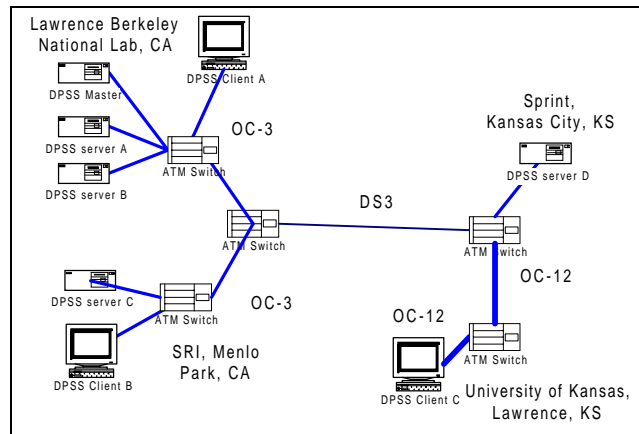 Lawrence Berkeley
National Lab, CA
DPSS Client A
DPSS Master
DPSS server A
DPSS server B
OC-3
ATM Switch
Sprint,
Kansas City, KS
DPSS server D
DS3
ATM Switch
ATM Switch
OC-12
DPSS server C
OC-3
ATM Switch
OC-12
ATM Switch
DPSS Client B
SRI, Menlo
Park, CA
DPSS Client C
University of Kansas,
Lawrence, KS